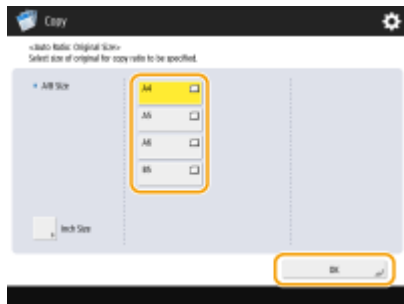 Copy
<Auto Ratio: Original Size>
Select size of original for copy ratio to be specified.
A/B Size
A4
A5
A6
B5
Inch Size
OK